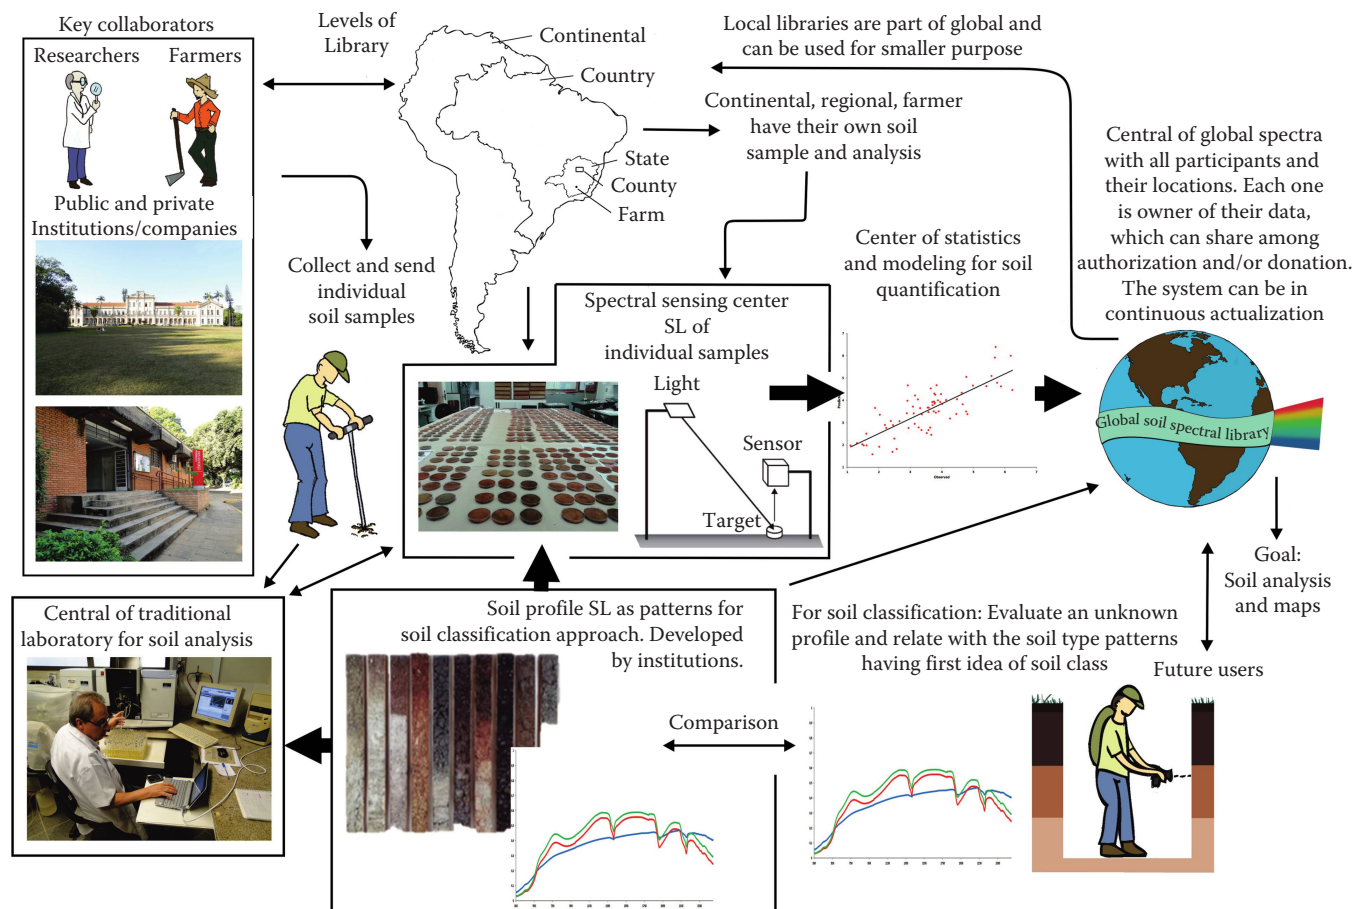 Key collaborators
Researchers
Farmers
Public and private
Institutions/companies
Levels of
Library
Continental
Country
State
County
Farm
Local libraries are part of global and
can be used for smaller purpose
Continental, regional, farmer
have their own soil
sample and analysis
Central of global spectra
with all participants and
their locations. Each one
is owner of their data,
which can share among
authorization and/or donation.
The system can be in
continuous actualization
Collect and send
individual
soil samples
Spectral sensing center
SL of
individual samples
Light
Sensor
Target
Center of statistics
and modeling for soil
quantification
Observed
Global soil spectral library
Goal:
Soil analysis
and maps
Central of traditional
laboratory for soil analysis
Soil profile SL as patterns for
soil classification approach. Developed
by institutions.
Comparison
For soil classification: Evaluate an unknown
profile and relate with the soil type patterns
having first idea of soil class
Future users